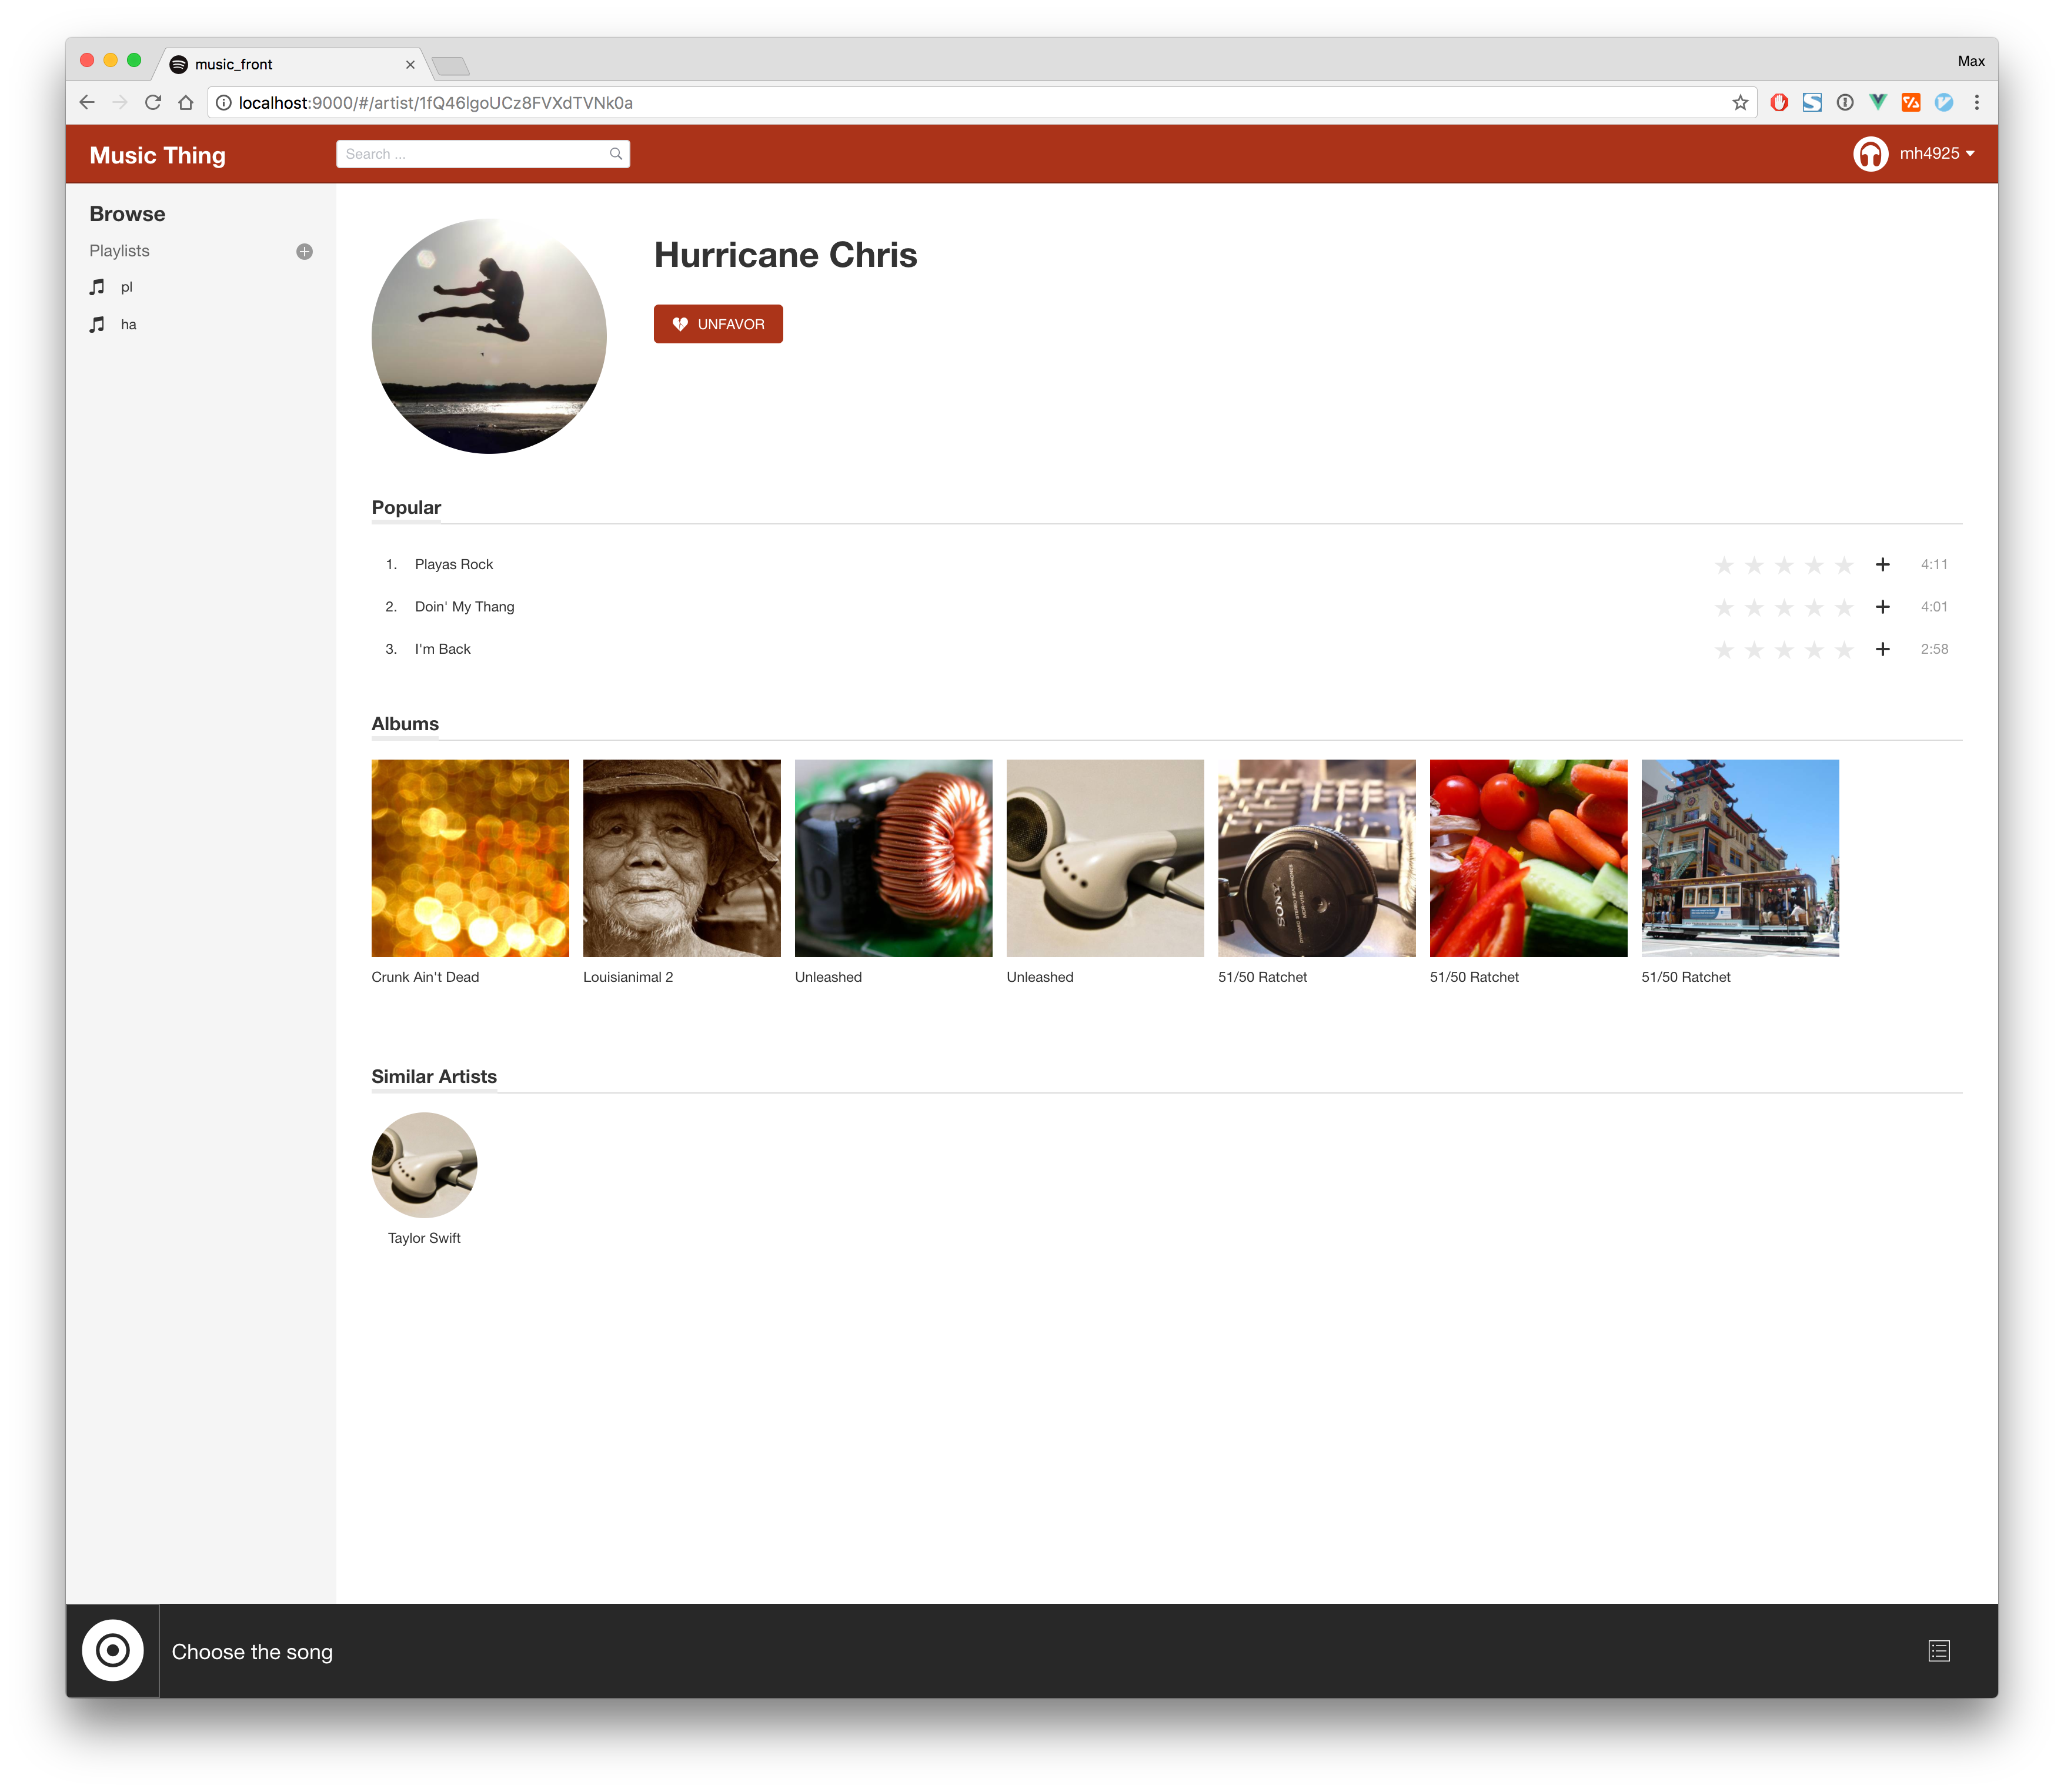 music_front
Max
localhost:9000/#/artist/1fQ46lgoUCz8FVXdTVNk0a
Music Thing
Search ...
mh4925
Browse
Playlists
pl
ha
Hurricane Chris
UNFAVOR
Popular
1. Playas Rock 4:11
2. Doin' My Thang 4:01
3. I'm Back 2:58
Albums
SONY
Crunk Ain't Dead
Louisianimal 2
Unleashed
Unleashed
51/50 Ratchet
51/50 Ratchet
51/50 Ratchet
Similar Artists
Taylor Swift
Choose the song